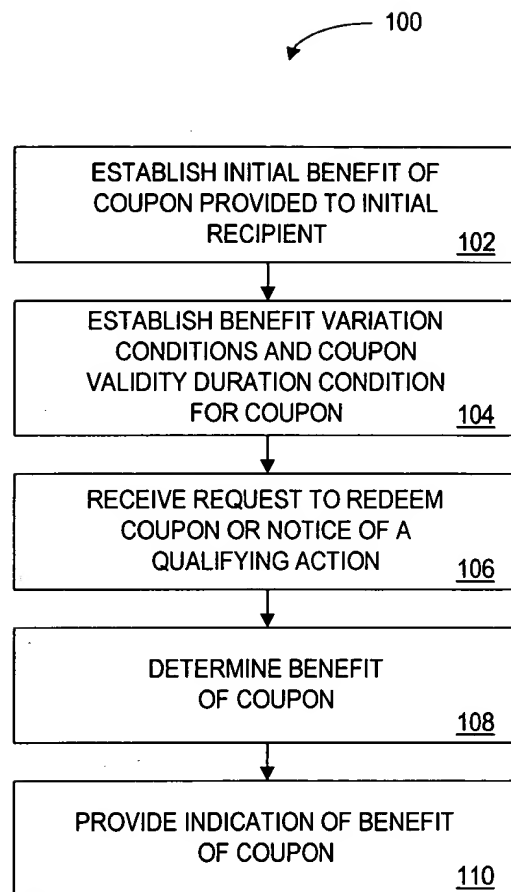 100
ESTABLISH INITIAL BENEFIT OF
COUPON PROVIDED TO INITIAL
RECIPIENT
102
ESTABLISH BENEFIT VARIATION
CONDITIONS AND COUPON
VALIDITY DURATION CONDITION
FOR COUPON
104
RECEIVE REQUEST TO REDEEM
COUPON OR NOTICE OF A
QUALIFYING ACTION
106
DETERMINE BENEFIT
OF COUPON
108
PROVIDE INDICATION OF BENEFIT
OF COUPON
110